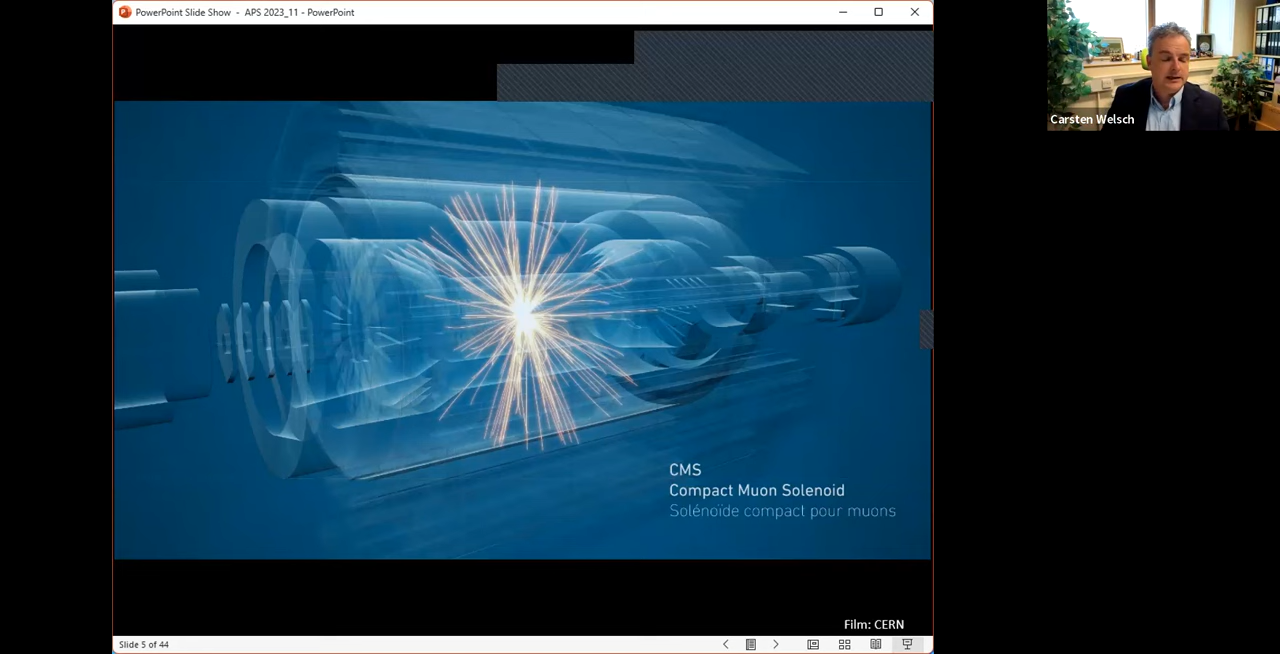 PowerPoint Slide Show - APS 2023_11 - PowerPoint
Carsten Welsch
CMS
Compact Muon Solenoid
Solénoïde compact pour muons
Film: CERN
Slide 5 of 44